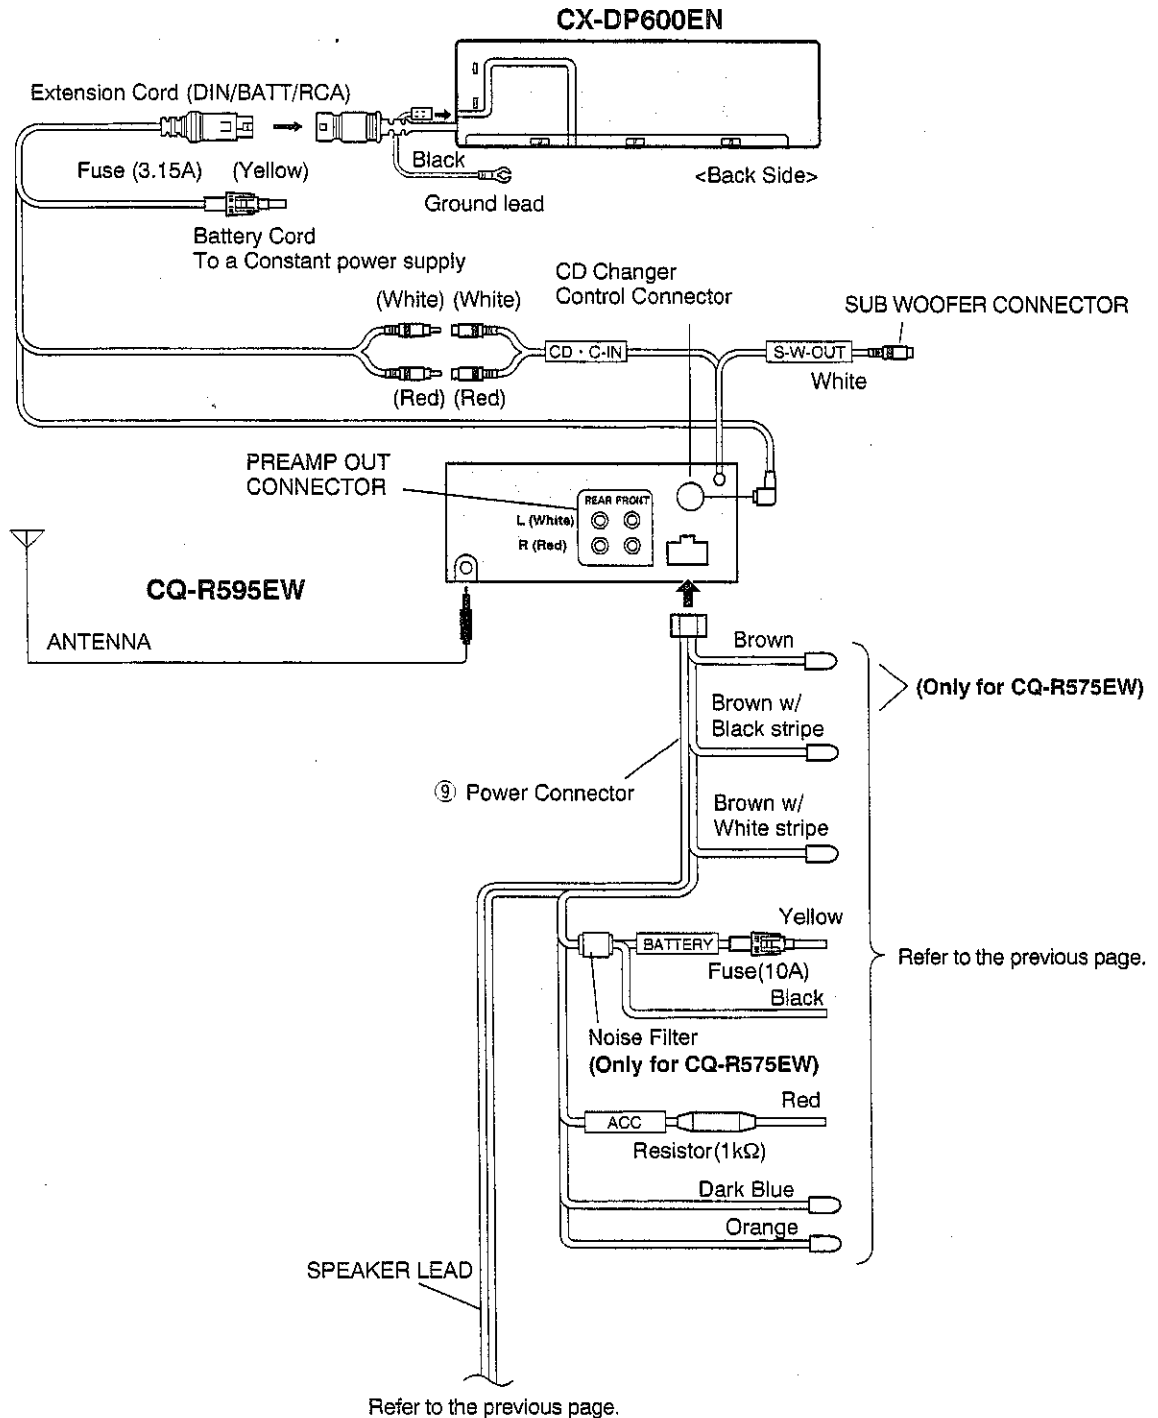 CX-DP600EN
Extension Cord (DIN/BATT/RCA)
Black
<Back Side>
Fuse (3.15A) (Yellow)
Ground lead
Battery Cord
To a Constant power supply
CD Changer
Control Connector
(White) (White)
SUB WOOFER CONNECTOR
CD・C-IN
S-W-OUT
White
(Red) (Red)
PREAMP OUT
CONNECTOR
REAR FRONT
L (White)
R (Red)
CQ-R595EW
ANTENNA
Brown
(Only for CQ-R575EW)
Brown w/
Black stripe
⑨ Power Connector
Brown w/
White stripe
Yellow
BATTERY
Fuse(10A)
Refer to the previous page.
Black
Noise Filter
(Only for CQ-R575EW)
Red
ACC
Resistor(1kΩ)
Dark Blue
Orange
SPEAKER LEAD
Refer to the previous page.